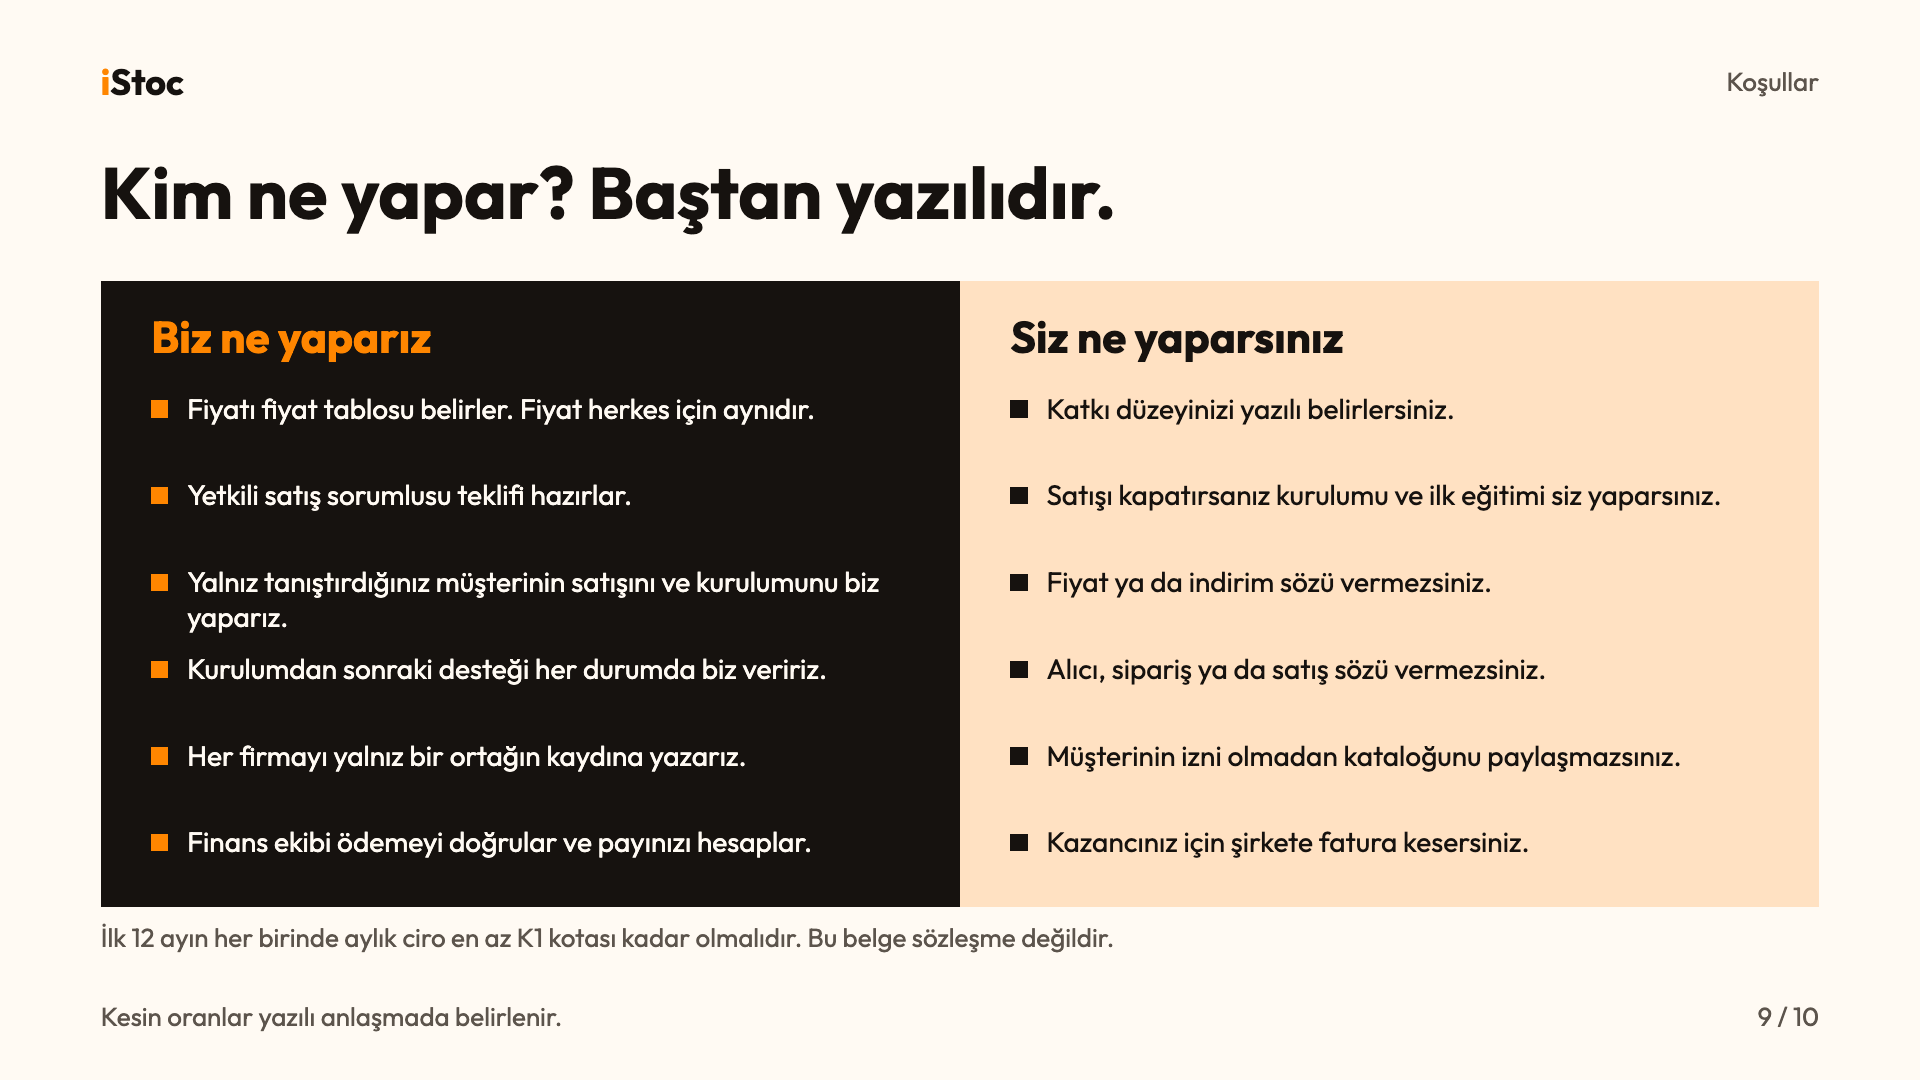 iStoc
Koşullar
Kim ne yapar? Baştan yazılıdır.
Biz ne yaparız
Fiyatı fiyat tablosu belirler. Fiyat herkes için aynıdır.
Yetkili satış sorumlusu teklifi hazırlar.
Yalnız tanıştırdığınız müşterinin satışını ve kurulumunu biz
yaparız.
Kurulumdan sonraki desteği her durumda biz veririz.
Her firmayı yalnız bir ortağın kaydına yazarız.
Finans ekibi ödemeyi doğrular ve payınızı hesaplar.
Siz ne yaparsınız
Katkı düzeyinizi yazılı belirlersiniz.
Satışı kapatırsanız kurulumu ve ilk eğitimi siz yaparsınız.
Fiyat ya da indirim sözü vermezsiniz.
Alıcı, sipariş ya da satış sözü vermezsiniz.
Müşterinin izni olmadan kataloğunu paylaşmazsınız.
Kazancınız için şirkete fatura kesersiniz.
İlk 12 ayın her birinde aylık ciro en az K1 kotası kadar olmalıdır. Bu belge sözleşme değildir.
Kesin oranlar yazılı anlaşmada belirlenir.
9 / 10